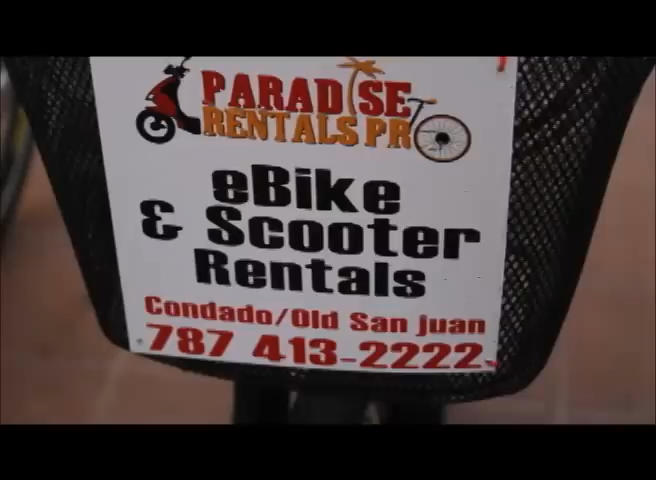 PARADISE
RENTALS PR
eBike
& Scooter
Rentals
Condado/Old San juan
787 413-2222